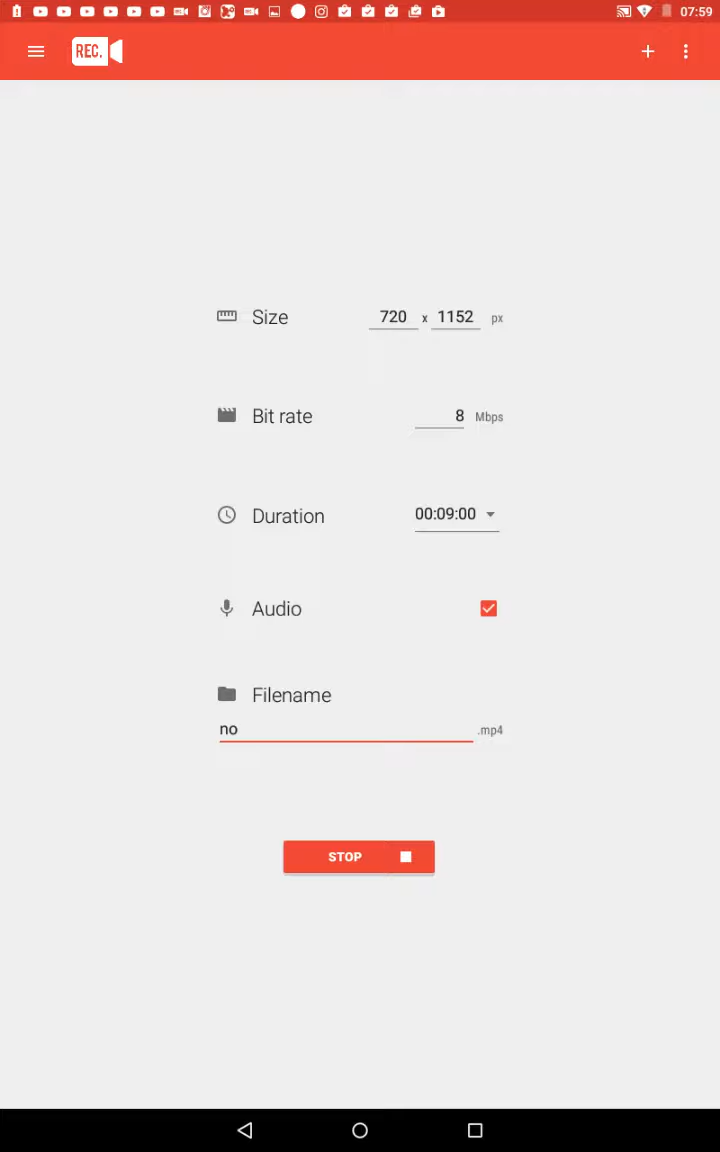 07:59
REC.
Size 720 x 1152 px
Bit rate 8 Mbps
Duration 00:09:00
Audio
Filename
no .mp4
STOP